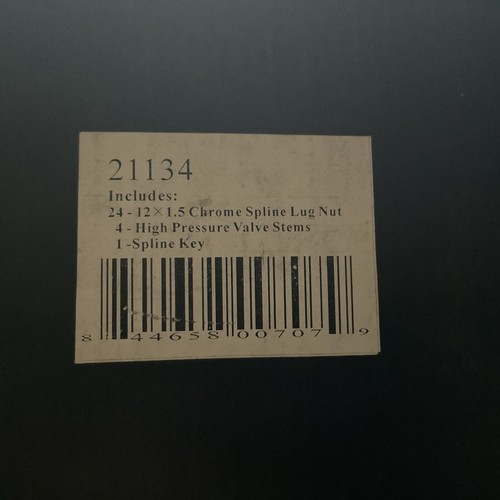 21134
Includes:
24 - 12×1.5 Chrome Spline Lug Nut
4 - High Pressure Valve Stems
1 -Spline Key
8 44658 00707 9